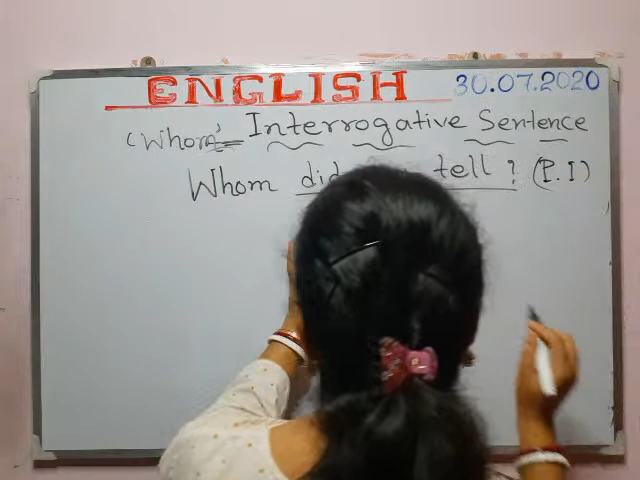 ENGLISH 30.07.2020
(Whom) = Interrogative Sentence
Whom did tell ? (P.I)